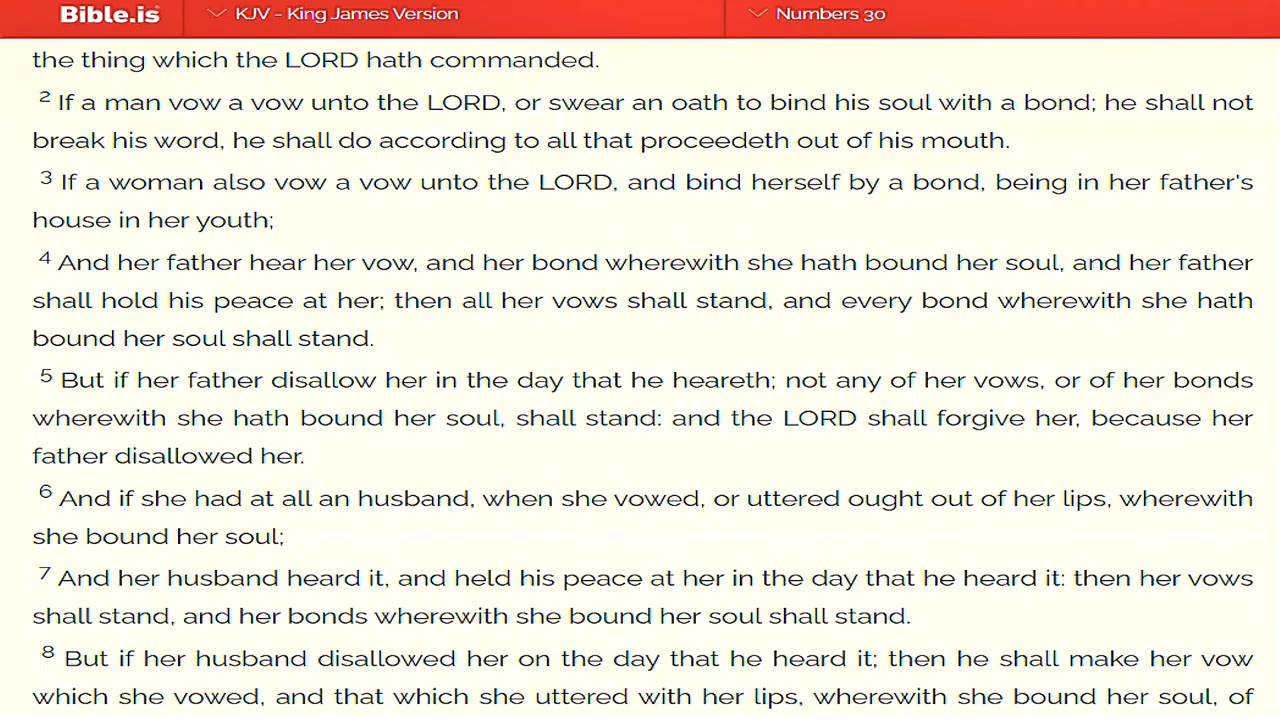 Bible.is KJV - King James Version Numbers 30
the thing which the LORD hath commanded.
2 If a man vow a vow unto the LORD, or swear an oath to bind his soul with a bond; he shall not
break his word, he shall do according to all that proceedeth out of his mouth.
3 If a woman also vow a vow unto the LORD, and bind herself by a bond, being in her father's
house in her youth;
4 And her father hear her vow, and her bond wherewith she hath bound her soul, and her father
shall hold his peace at her; then all her vows shall stand, and every bond wherewith she hath
bound her soul shall stand.
5 But if her father disallow her in the day that he heareth; not any of her vows, or of her bonds
wherewith she hath bound her soul, shall stand: and the LORD shall forgive her, because her
father disallowed her.
6 And if she had at all an husband, when she vowed, or uttered ought out of her lips, wherewith
she bound her soul;
7 And her husband heard it, and held his peace at her in the day that he heard it: then her vows
shall stand, and her bonds wherewith she bound her soul shall stand.
8 But if her husband disallowed her on the day that he heard it; then he shall make her vow
which she vowed, and that which she uttered with her lips, wherewith she bound her soul, of